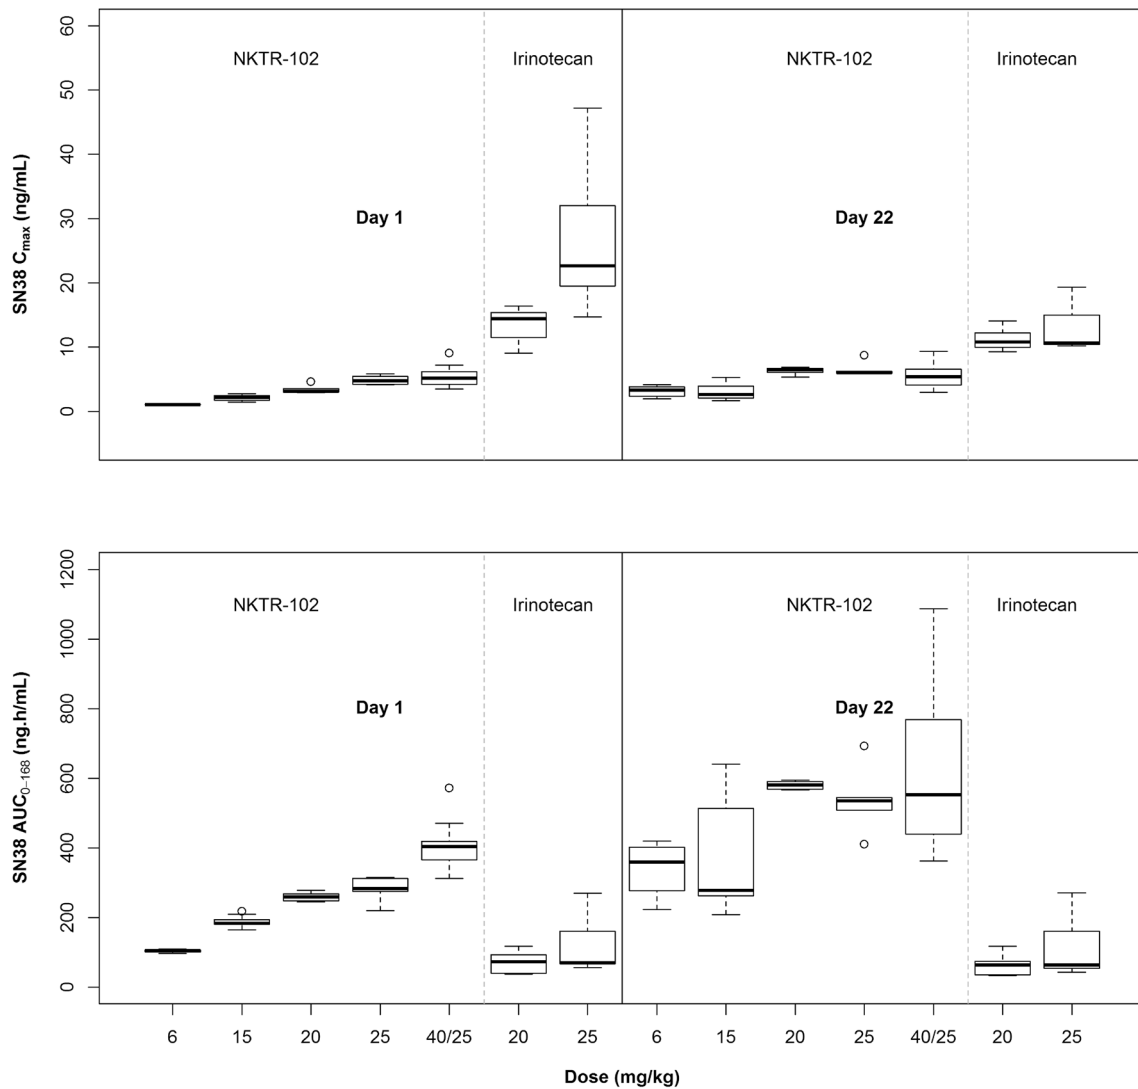 60
50
40
30
20
10
0
SN38 Cmax (ng/mL)
NKTR-102
Irinotecan
NKTR-102
Irinotecan
Day 1
Day 22
1200
1000
800
600
400
200
0
SN38 AUC0–168 (ng.h/mL)
NKTR-102
Irinotecan
NKTR-102
Irinotecan
Day 1
Day 22
6 15 20 25 40/25 20 25 6 15 20 25 40/25 20 25
Dose (mg/kg)